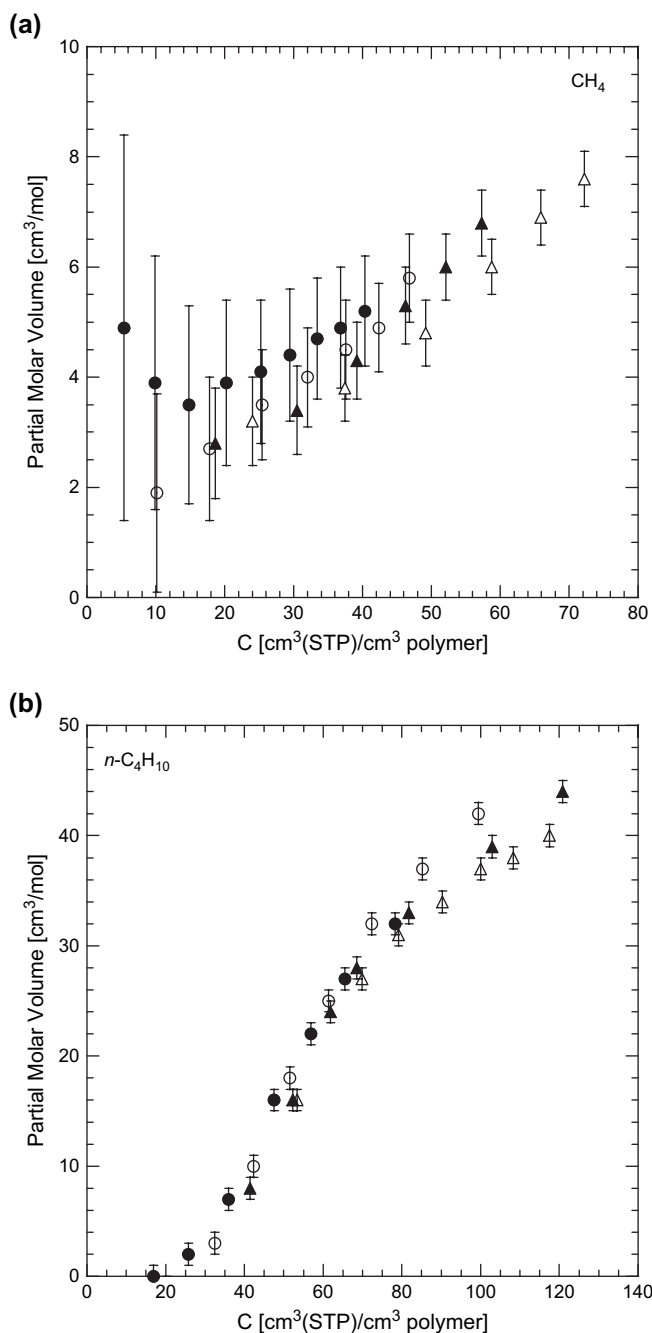 (a)
10
8
6
4
2
0
Partial Molar Volume [cm³/mol]
CH₄
0 10 20 30 40 50 60 70 80
C [cm³(STP)/cm³ polymer]
(b)
50
40
30
20
10
0
Partial Molar Volume [cm³/mol]
n-C₄H₁₀
0 20 40 60 80 100 120 140
C [cm³(STP)/cm³ polymer]